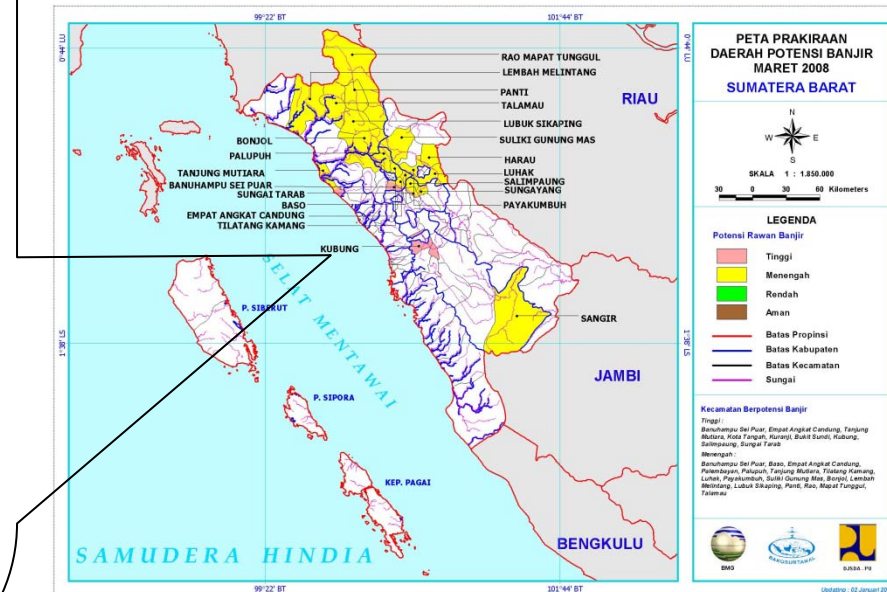 99°22' BT
101°44' BT
0°44' LU
0°44' LU
RAO MAPAT TUNGGUL
LEMBAH MELINTANG
PANTI
TALAMAU
RIAU
LUBUK SIKAPING
BONJOL
SULIKI GUNUNG MAS
PALUPUH
HARAU
TANJUNG MUTIARA
LUHAK
BANUHAMPU SEI PUAR
SALIMPAUNG
SUNGAI TARAB
SUNGAYANG
BASO
PAYAKUMBUH
EMPAT ANGKAT CANDUNG
TILATANG KAMANG
KUBUNG
SELAT MENTAWAI
P. SIBERUT
SANGIR
1°38' LS
1°38' LS
JAMBI
P. SIPORA
KEP. PAGAI
BENGKULU
SAMUDERA HINDIA
99°22' BT
101°44' BT
PETA PRAKIRAAN
DAERAH POTENSI BANJIR
MARET 2008
SUMATERA BARAT
N
W E
S
SKALA 1 : 1.850.000
30 0 30 60 Kilometers
LEGENDA
Potensi Rawan Banjir
Tinggi
Menengah
Rendah
Aman
Batas Propinsi
Batas Kabupaten
Batas Kecamatan
Sungai
Kecamatan Berpotensi Banjir
Tinggi :
Banuhampu Sei Puar, Empat Angkat Candung, Tanjung
Mutiara, Kota Tangah, Kuranji, Bukit Sundi, Kubung,
Salimpaung, Sungai Tarab
Menengah :
Banuhampu Sei Puar, Baso, Empat Angkat Candung,
Palembayan, Palupuh, Tanjung Mutiara, Tilatang Kamang,
Luhak, Payakumbuh, Suliki Gunung Mas, Bonjol, Lembah
Melintang, Lubuk Sikaping, Panti, Rao, Mapat Tunggul,
Talamau
BMG
BAKOSURTANAL
DJSDA - PU
Updating : 02 Januari 20